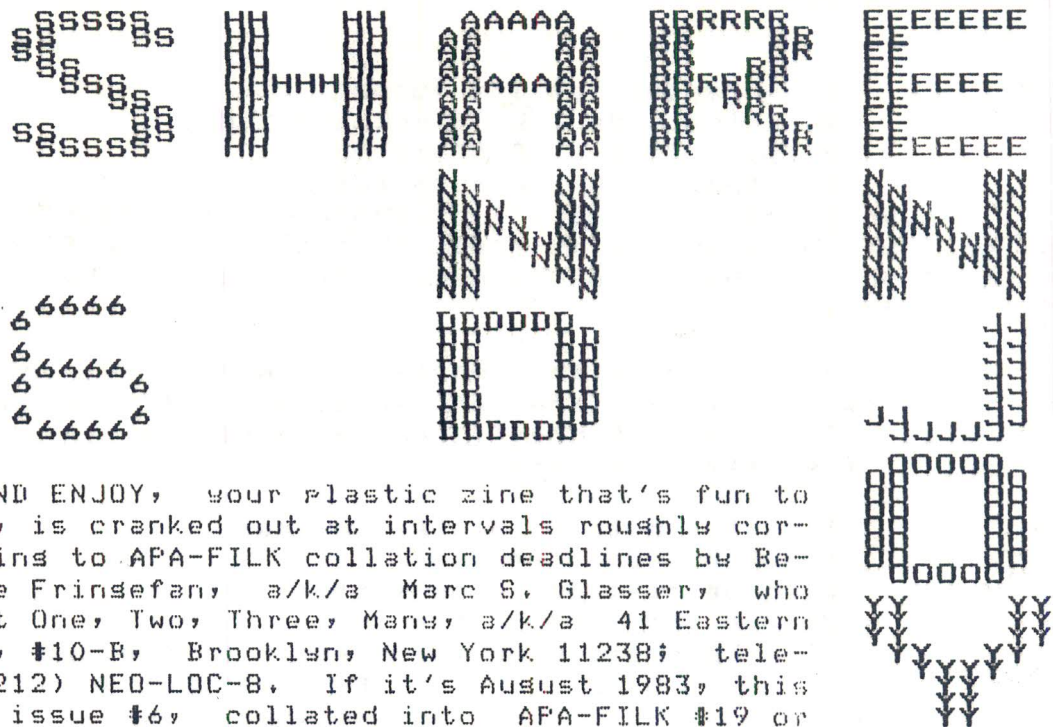 SHARE
AND
ENJOY
6
ND ENJOY, your plastic zine that's fun to
, is cranked out at intervals roughly cor-
ing to APA-FILK collation deadlines by Be-
e Fringefan, a/k/a Marc S. Glasser, who
t One, Two, Three, Many, a/k/a 41 Eastern
, #10-B, Brooklyn, New York 11238; tele-
212) NEO-LOC-8. If it's August 1983, this
issue #6, collated into APA-FILK #19 or